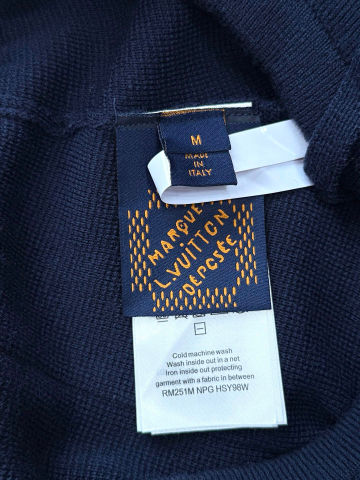 M
MADE
IN
ITALY
MARQUE
L.VUITTON
DÉPOSÉE
Cold machine wash
Wash inside out in a net
Iron inside out protecting
garment with a fabric in between
RM251M NPG HSY98W